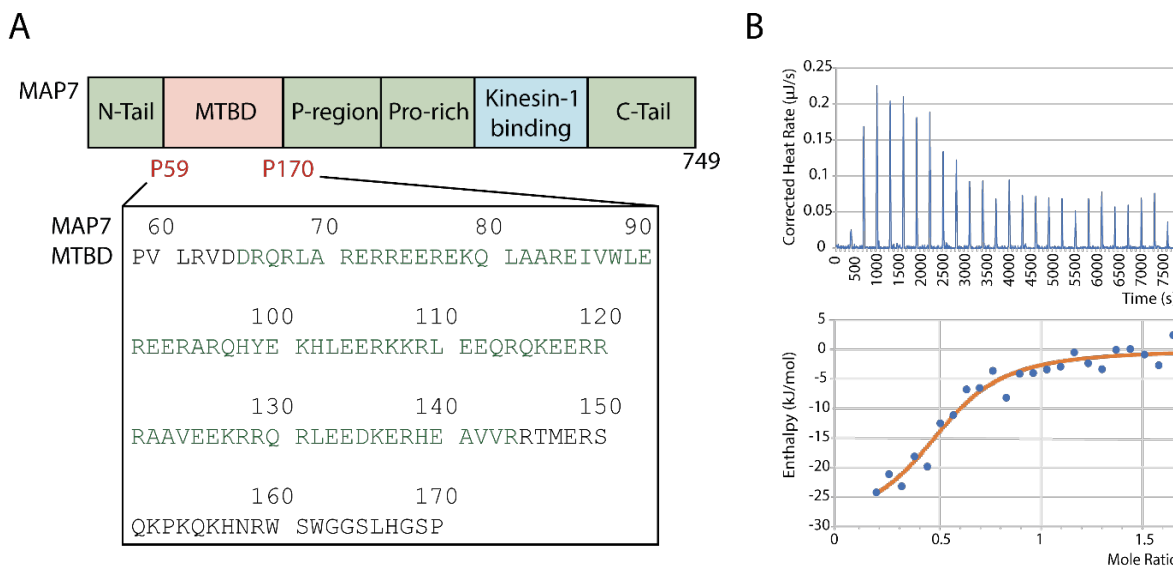 A
MAP7 N-Tail MTBD P-region Pro-rich Kinesin-1 binding C-Tail
P59 P170 749
MAP7 60 70 80 90
MTBD PV LRVDDRQRLA RERREEREKQ LAAREIVWLE
100 110 120
REERARQHYE KHLEERKKRL EEQRQKEERR
130 140 150
RAAVEEKRRQ RLEEDKERHE AVVRRTMERS
160 170
QKPKQKHNRW SWGGSLHGSP
B
Corrected Heat Rate (µJ/s)
0.25
0.2
0.15
0.1
0.05
0
0 500 1000 1500 2000 2500 3000 3500 4000 4500 5000 5500 6000 6500 7000 7500
Time (s
Enthalpy (kJ/mol)
5
0
-5
-10
-15
-20
-25
-30
0 0.5 1 1.5
Mole Ratio